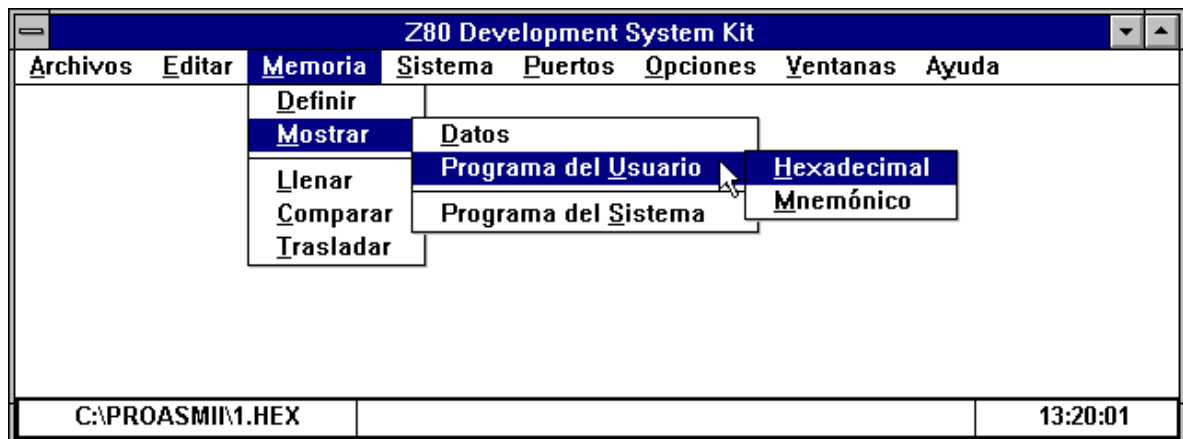 Z80 Development System Kit
Archivos Editar Memoria Sistema Puertos Opciones Ventanas Ayuda
Definir
Mostrar Datos
Programa del Usuario Hexadecimal
Llenar Mnemónico
Comparar Programa del Sistema
Trasladar
C:\PROASMII\1.HEX 13:20:01